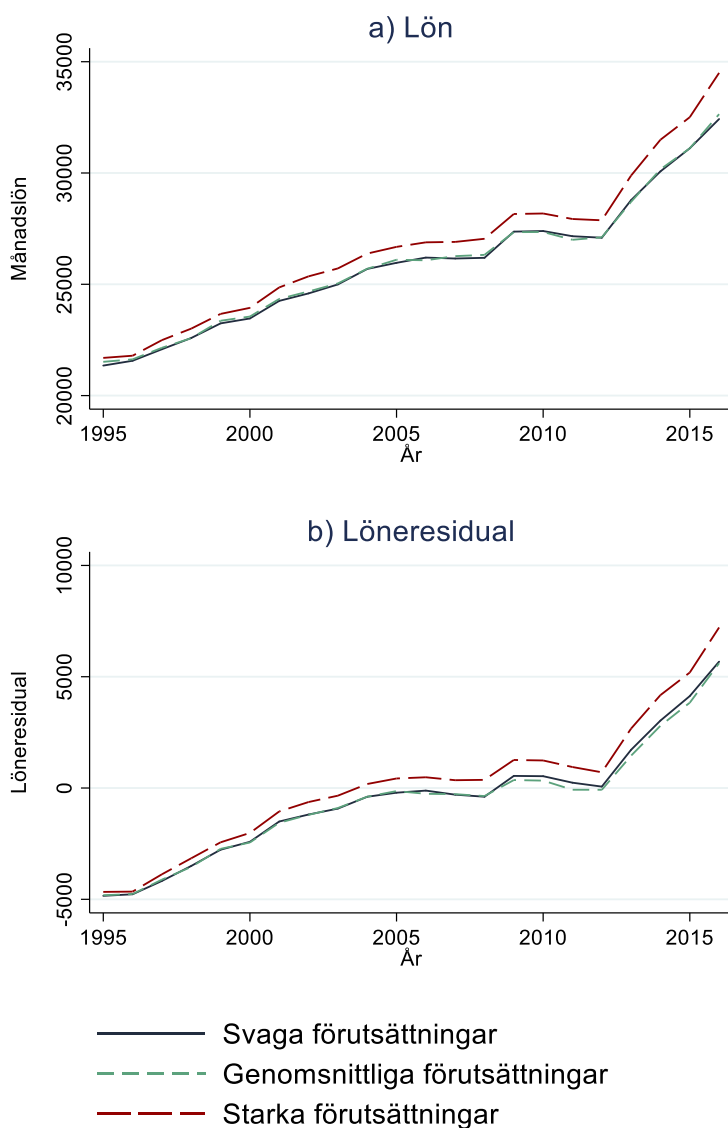 a) Lön
Månadslön
35000
30000
25000
20000
1995 2000 2005 2010 2015
År
b) Löneresidual
Löneresidual
10000
5000
0
-5000
1995 2000 2005 2010 2015
År
Svaga förutsättningar
Genomsnittliga förutsättningar
Starka förutsättningar